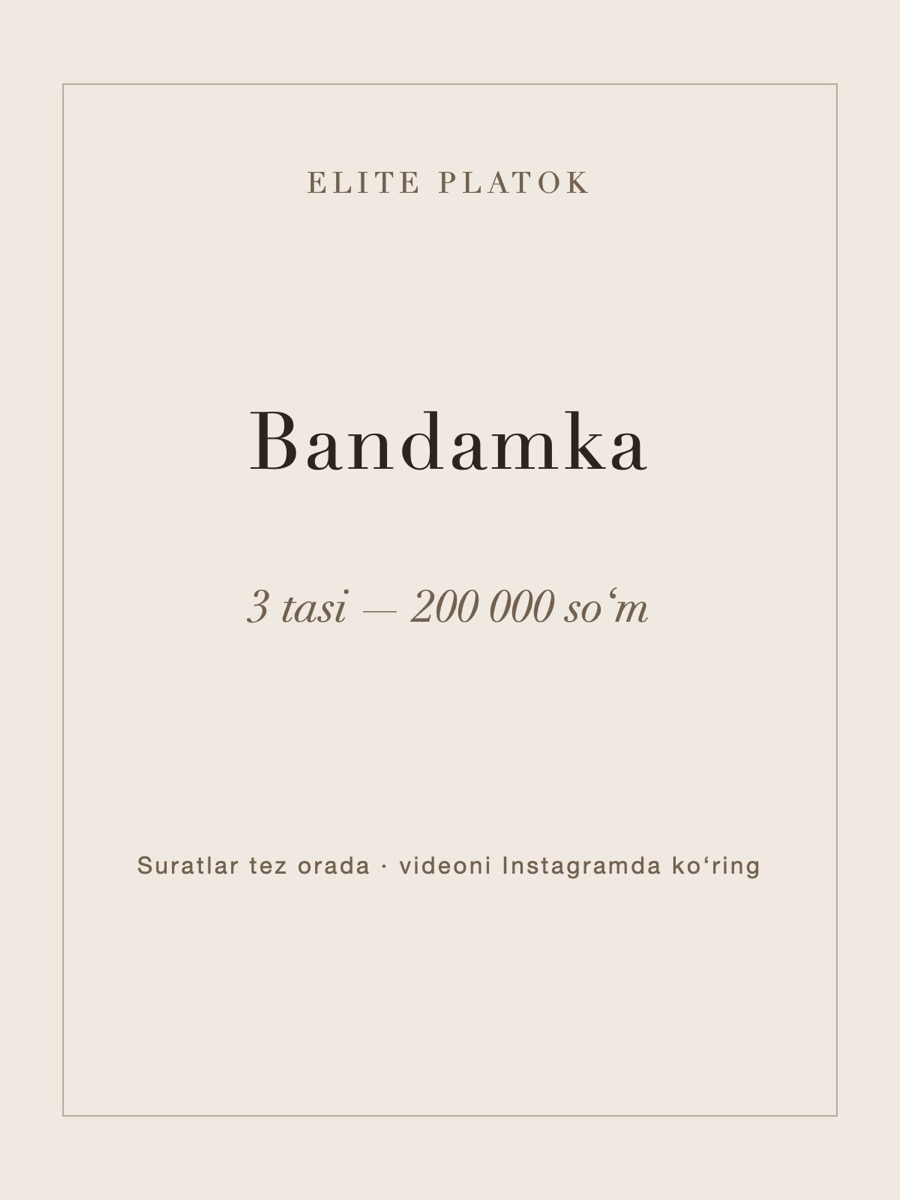 ELITE PLATOK
Bandamka
3 tasi — 200 000 so‘m
Suratlar tez orada · videoni Instagramda ko‘ring